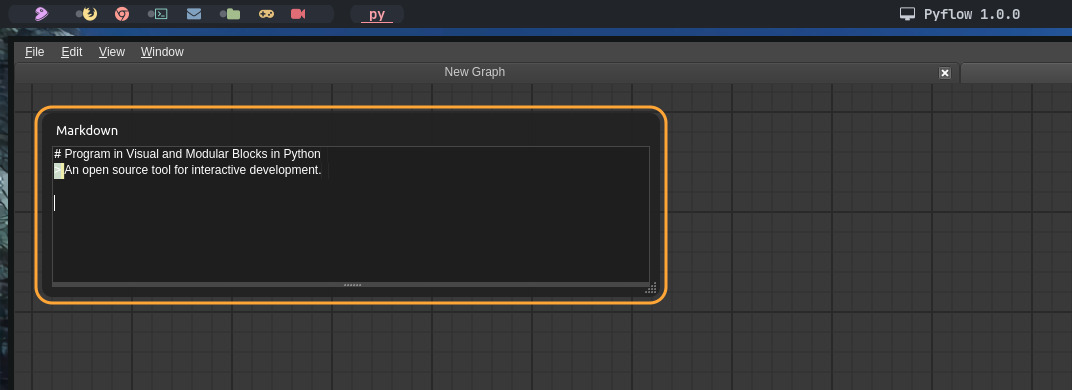 py
Pyflow 1.0.0
File Edit View Window
New Graph
Markdown
# Program in Visual and Modular Blocks in Python
> An open source tool for interactive development.